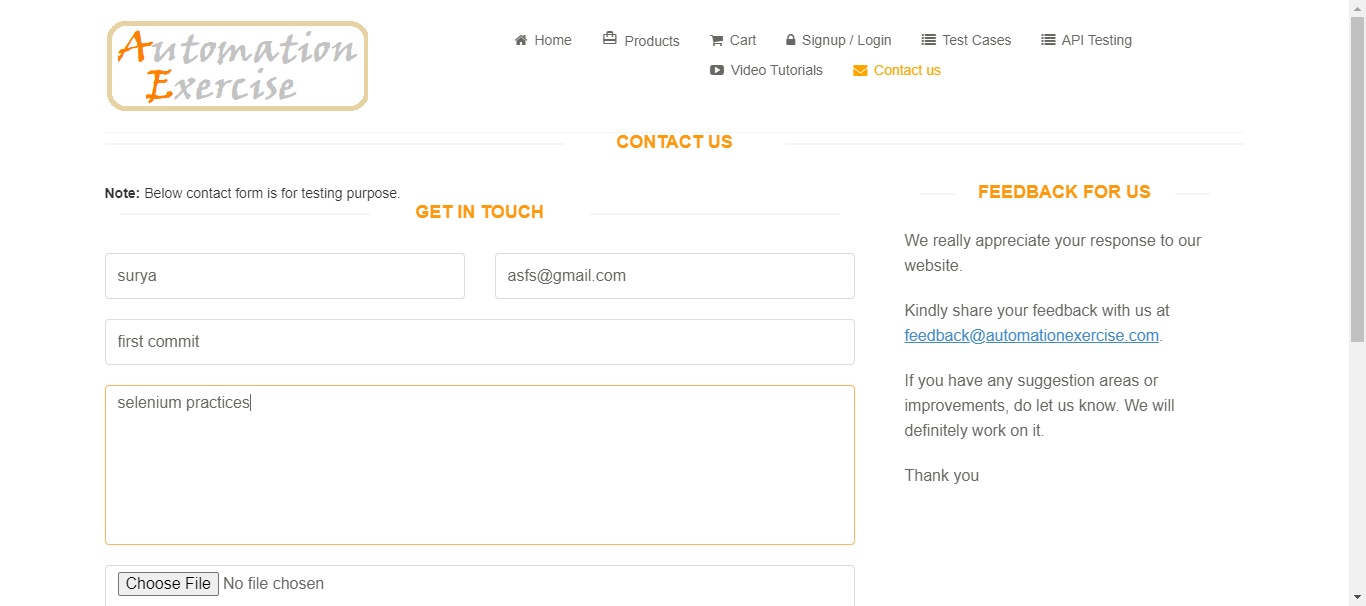 Automation
Exercise
Home
Products
Cart
Signup / Login
Test Cases
API Testing
Video Tutorials
Contact us
CONTACT US
Note: Below contact form is for testing purpose.
GET IN TOUCH
surya
asfs@gmail.com
first commit
selenium practices
Choose File No file chosen
FEEDBACK FOR US
We really appreciate your response to our
website.
Kindly share your feedback with us at
feedback@automationexercise.com.
If you have any suggestion areas or
improvements, do let us know. We will
definitely work on it.
Thank you